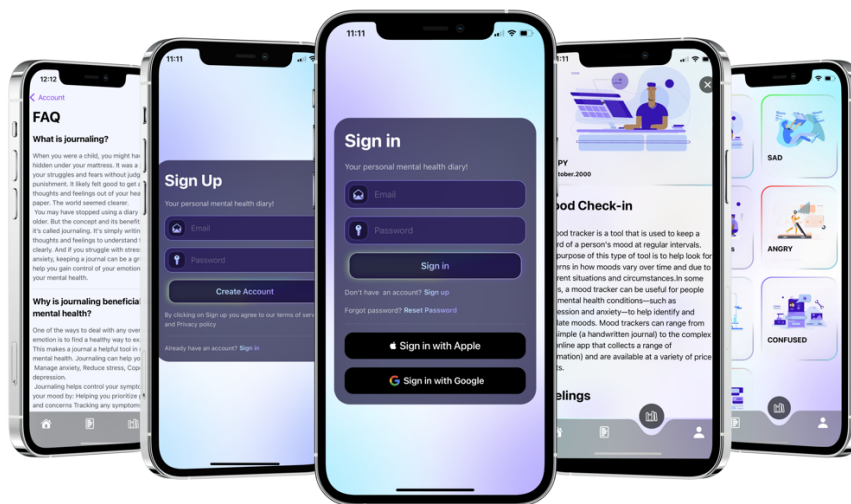 12:12
Account
FAQ
What is journaling?
When you were a child, you might ha
hidden under your mattress. It was a
your struggles and fears without judg
punishment. It likely felt good to get a
thoughts and feelings out of your hea
paper. The world seemed clearer.
You may have stopped using a diary
older. But the concept and its benefit
it's called journaling. It's simply writin
thoughts and feelings to understand t
clearly. And if you struggle with stres
anxiety, keeping a journal can be a gr
help you gain control of your emotion
your mental health.
Why is journaling beneficia
mental health?
One of the ways to deal with any over
emotion is to find a healthy way to ex
This makes a journal a helpful tool in
mental health. Journaling can help yo
Manage anxiety, Reduce stress, Cop
depression.
Journaling helps control your sympto
your mood by: Helping you prioritize p
and concerns Tracking any symptom
11:11
Sign Up
Your personal mental health diary!
Email
Password
Create Account
By clicking on Sign up you agree to our terms of serv
and Privacy policy
Already have an account? Sign in
11:11
Sign in
Your personal mental health diary!
Email
Password
Sign in
Don't have an account? Sign up
Forgot password? Reset Password
Sign in with Apple
Sign in with Google
:11
PY
tober.2000
ood Check-in
ood tracker is a tool that is used to keep a
rd of a person's mood at regular intervals.
purpose of this type of tool is to help look for
erns in how moods vary over time and due to
rent situations and circumstances.In some
s, a mood tracker can be useful for people
mental health conditions—such as
ession and anxiety—to help identify and
late moods. Mood trackers can range from
imple (a handwritten journal) to the complex
nline app that collects a range of
mation) and are available at a variety of price
ts.
elings
SAD
s
ANGRY
CONFUSED